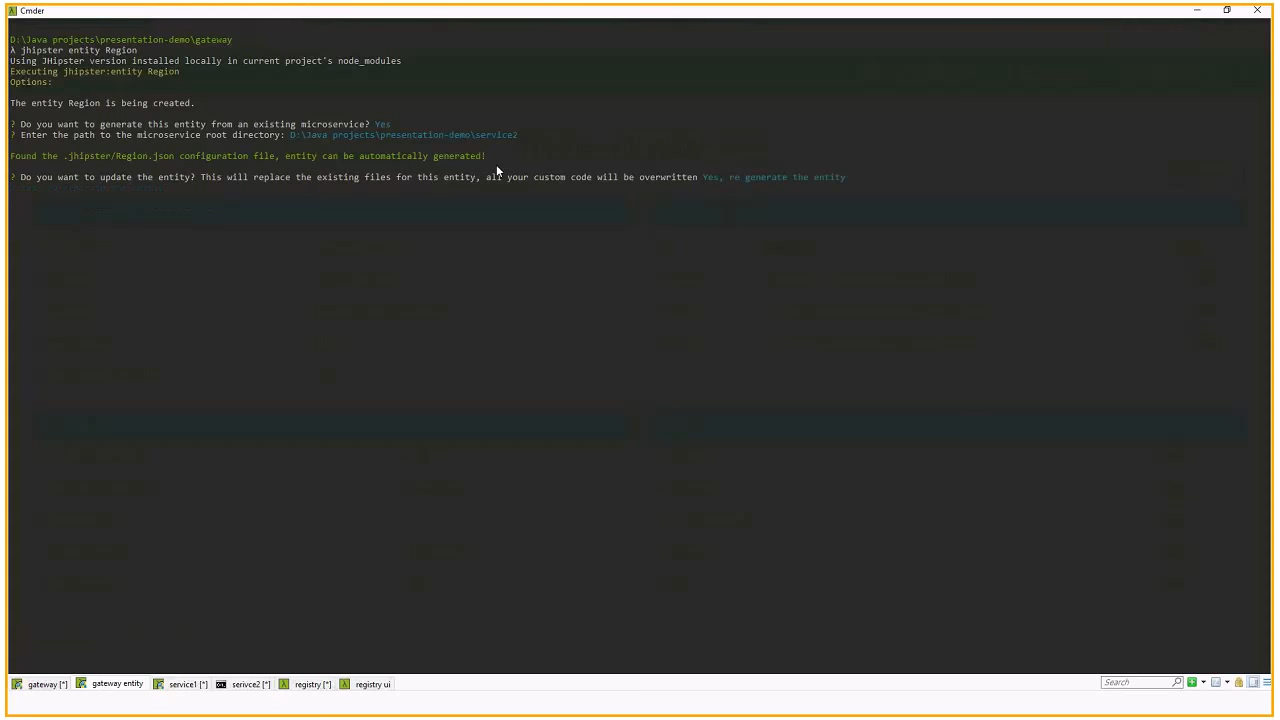 Cmder
D:\Java projects\presentation-demo\gateway
λ jhipster entity Region
Using JHipster version installed locally in current project's node_modules
Executing jhipster:entity Region
Options:
The entity Region is being created.
? Do you want to generate this entity from an existing microservice? Yes
? Enter the path to the microservice root directory: D:\Java projects\presentation-demo\service2
Found the .jhipster/Region.json configuration file, entity can be automatically generated!
? Do you want to update the entity? This will replace the existing files for this entity, all your custom code will be overwritten Yes, re generate the entity
gateway [*] gateway entity service1 [*] serivce2 [*] registry [*] registry ui Search